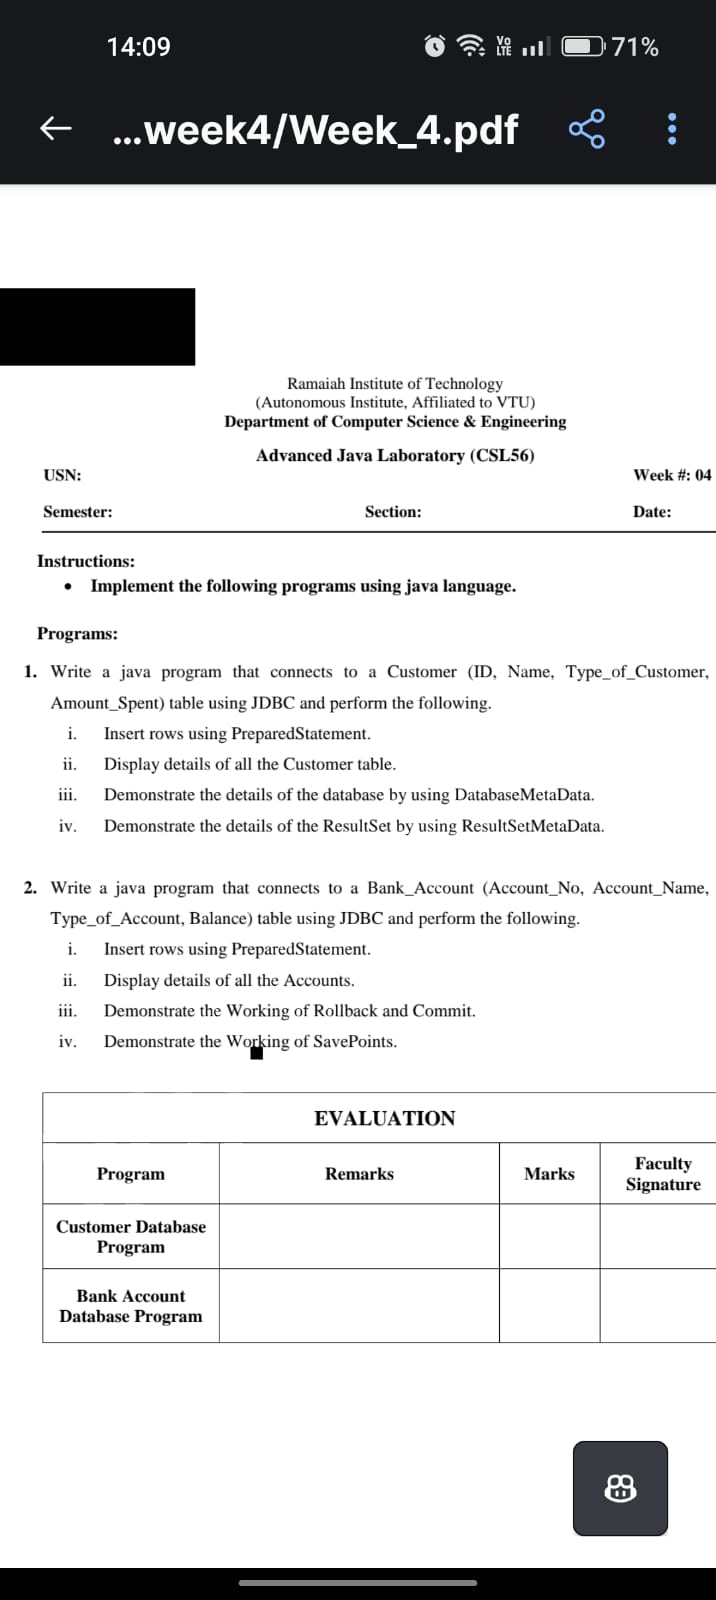 14:09 Vo LTE 71%
...week4/Week_4.pdf
Ramaiah Institute of Technology
(Autonomous Institute, Affiliated to VTU)
Department of Computer Science & Engineering
Advanced Java Laboratory (CSL56)
USN: Week #: 04
Semester: Section: Date:
Instructions:
• Implement the following programs using java language.
Programs:
1. Write a java program that connects to a Customer (ID, Name, Type_of_Customer,
Amount_Spent) table using JDBC and perform the following.
i. Insert rows using PreparedStatement.
ii. Display details of all the Customer table.
iii. Demonstrate the details of the database by using DatabaseMetaData.
iv. Demonstrate the details of the ResultSet by using ResultSetMetaData.
2. Write a java program that connects to a Bank_Account (Account_No, Account_Name,
Type_of_Account, Balance) table using JDBC and perform the following.
i. Insert rows using PreparedStatement.
ii. Display details of all the Accounts.
iii. Demonstrate the Working of Rollback and Commit.
iv. Demonstrate the Working of SavePoints.
EVALUATION
Program Remarks Marks Faculty
Signature
Customer Database
Program
Bank Account
Database Program